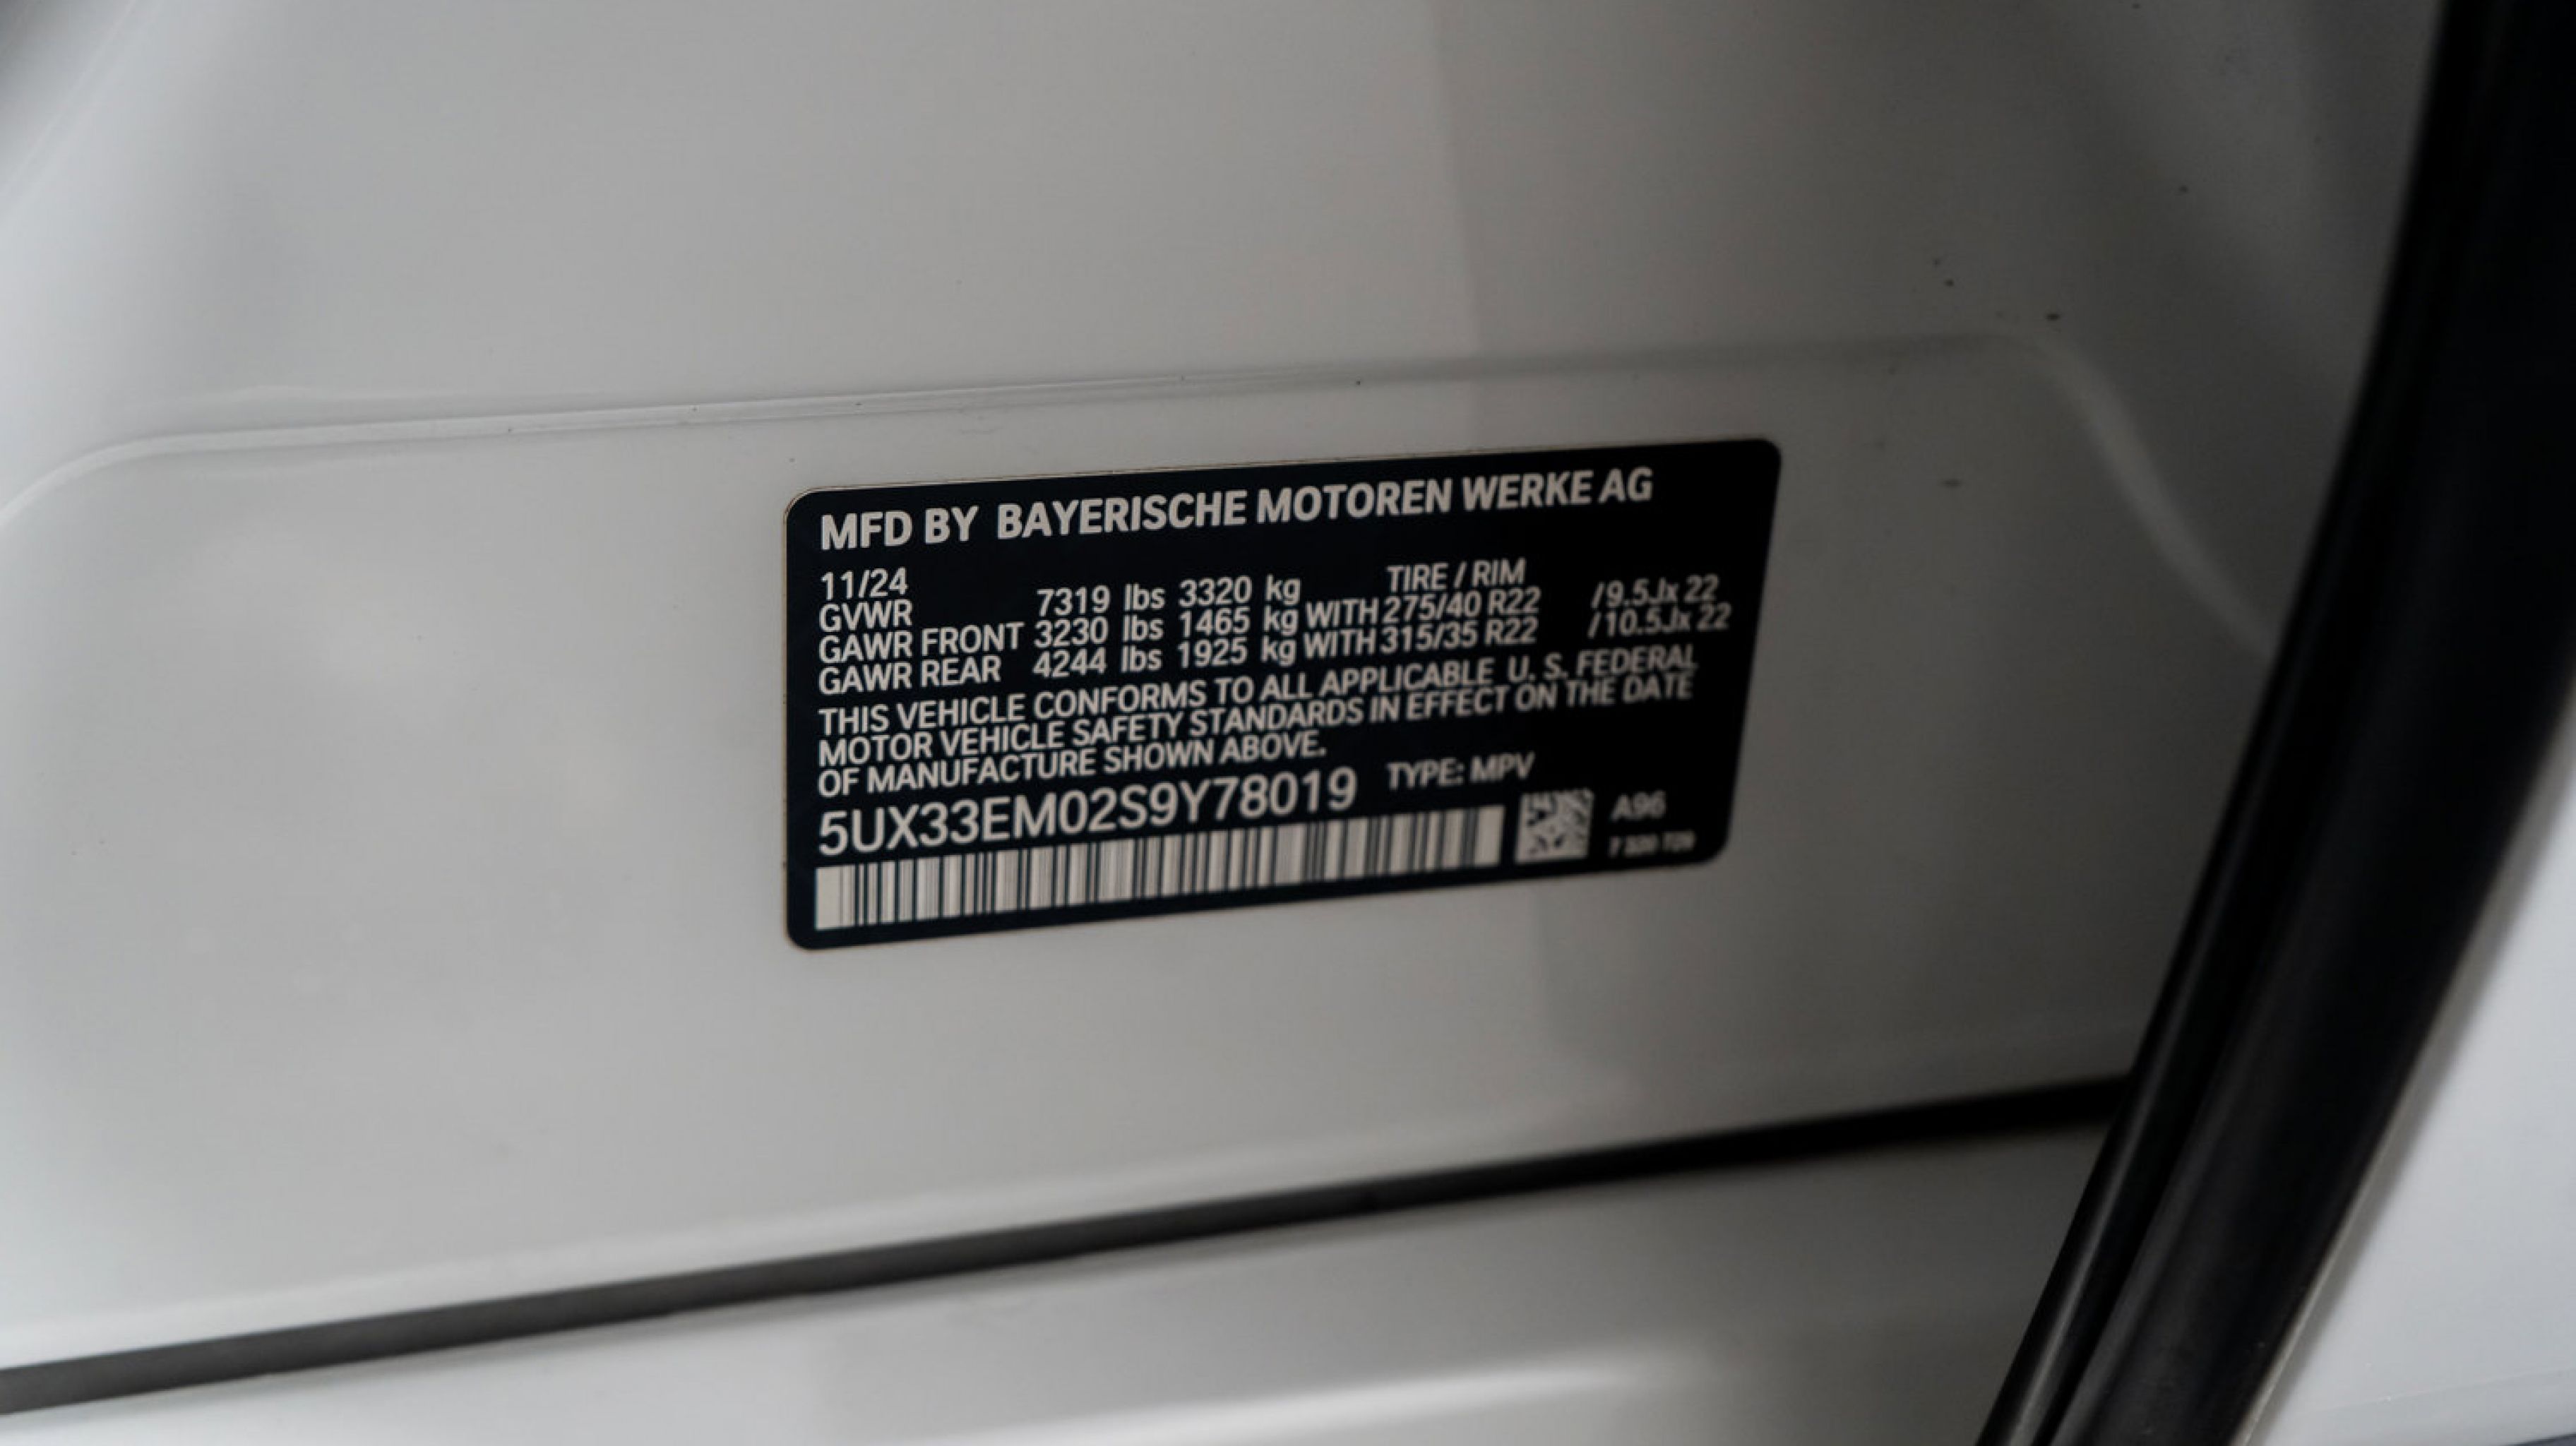 MFD BY BAYERISCHE MOTOREN WERKE AG
11/24 TIRE / RIM
GVWR 7319 lbs 3320 kg
GAWR FRONT 3230 lbs 1465 kg WITH 275/40 R22 /9.5Jx 22
GAWR REAR 4244 lbs 1925 kg WITH 315/35 R22 /10.5Jx 22
THIS VEHICLE CONFORMS TO ALL APPLICABLE U. S. FEDERAL
MOTOR VEHICLE SAFETY STANDARDS IN EFFECT ON THE DATE
OF MANUFACTURE SHOWN ABOVE.
5UX33EM02S9Y78019 TYPE: MPV
A96